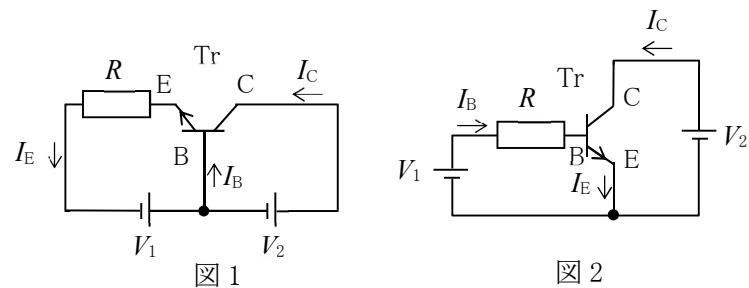 Tr
R E C I_C
I_E B I_B
V_1 V_2
図1
I_C
Tr
I_B R C
V_1 B E V_2
I_E
図2